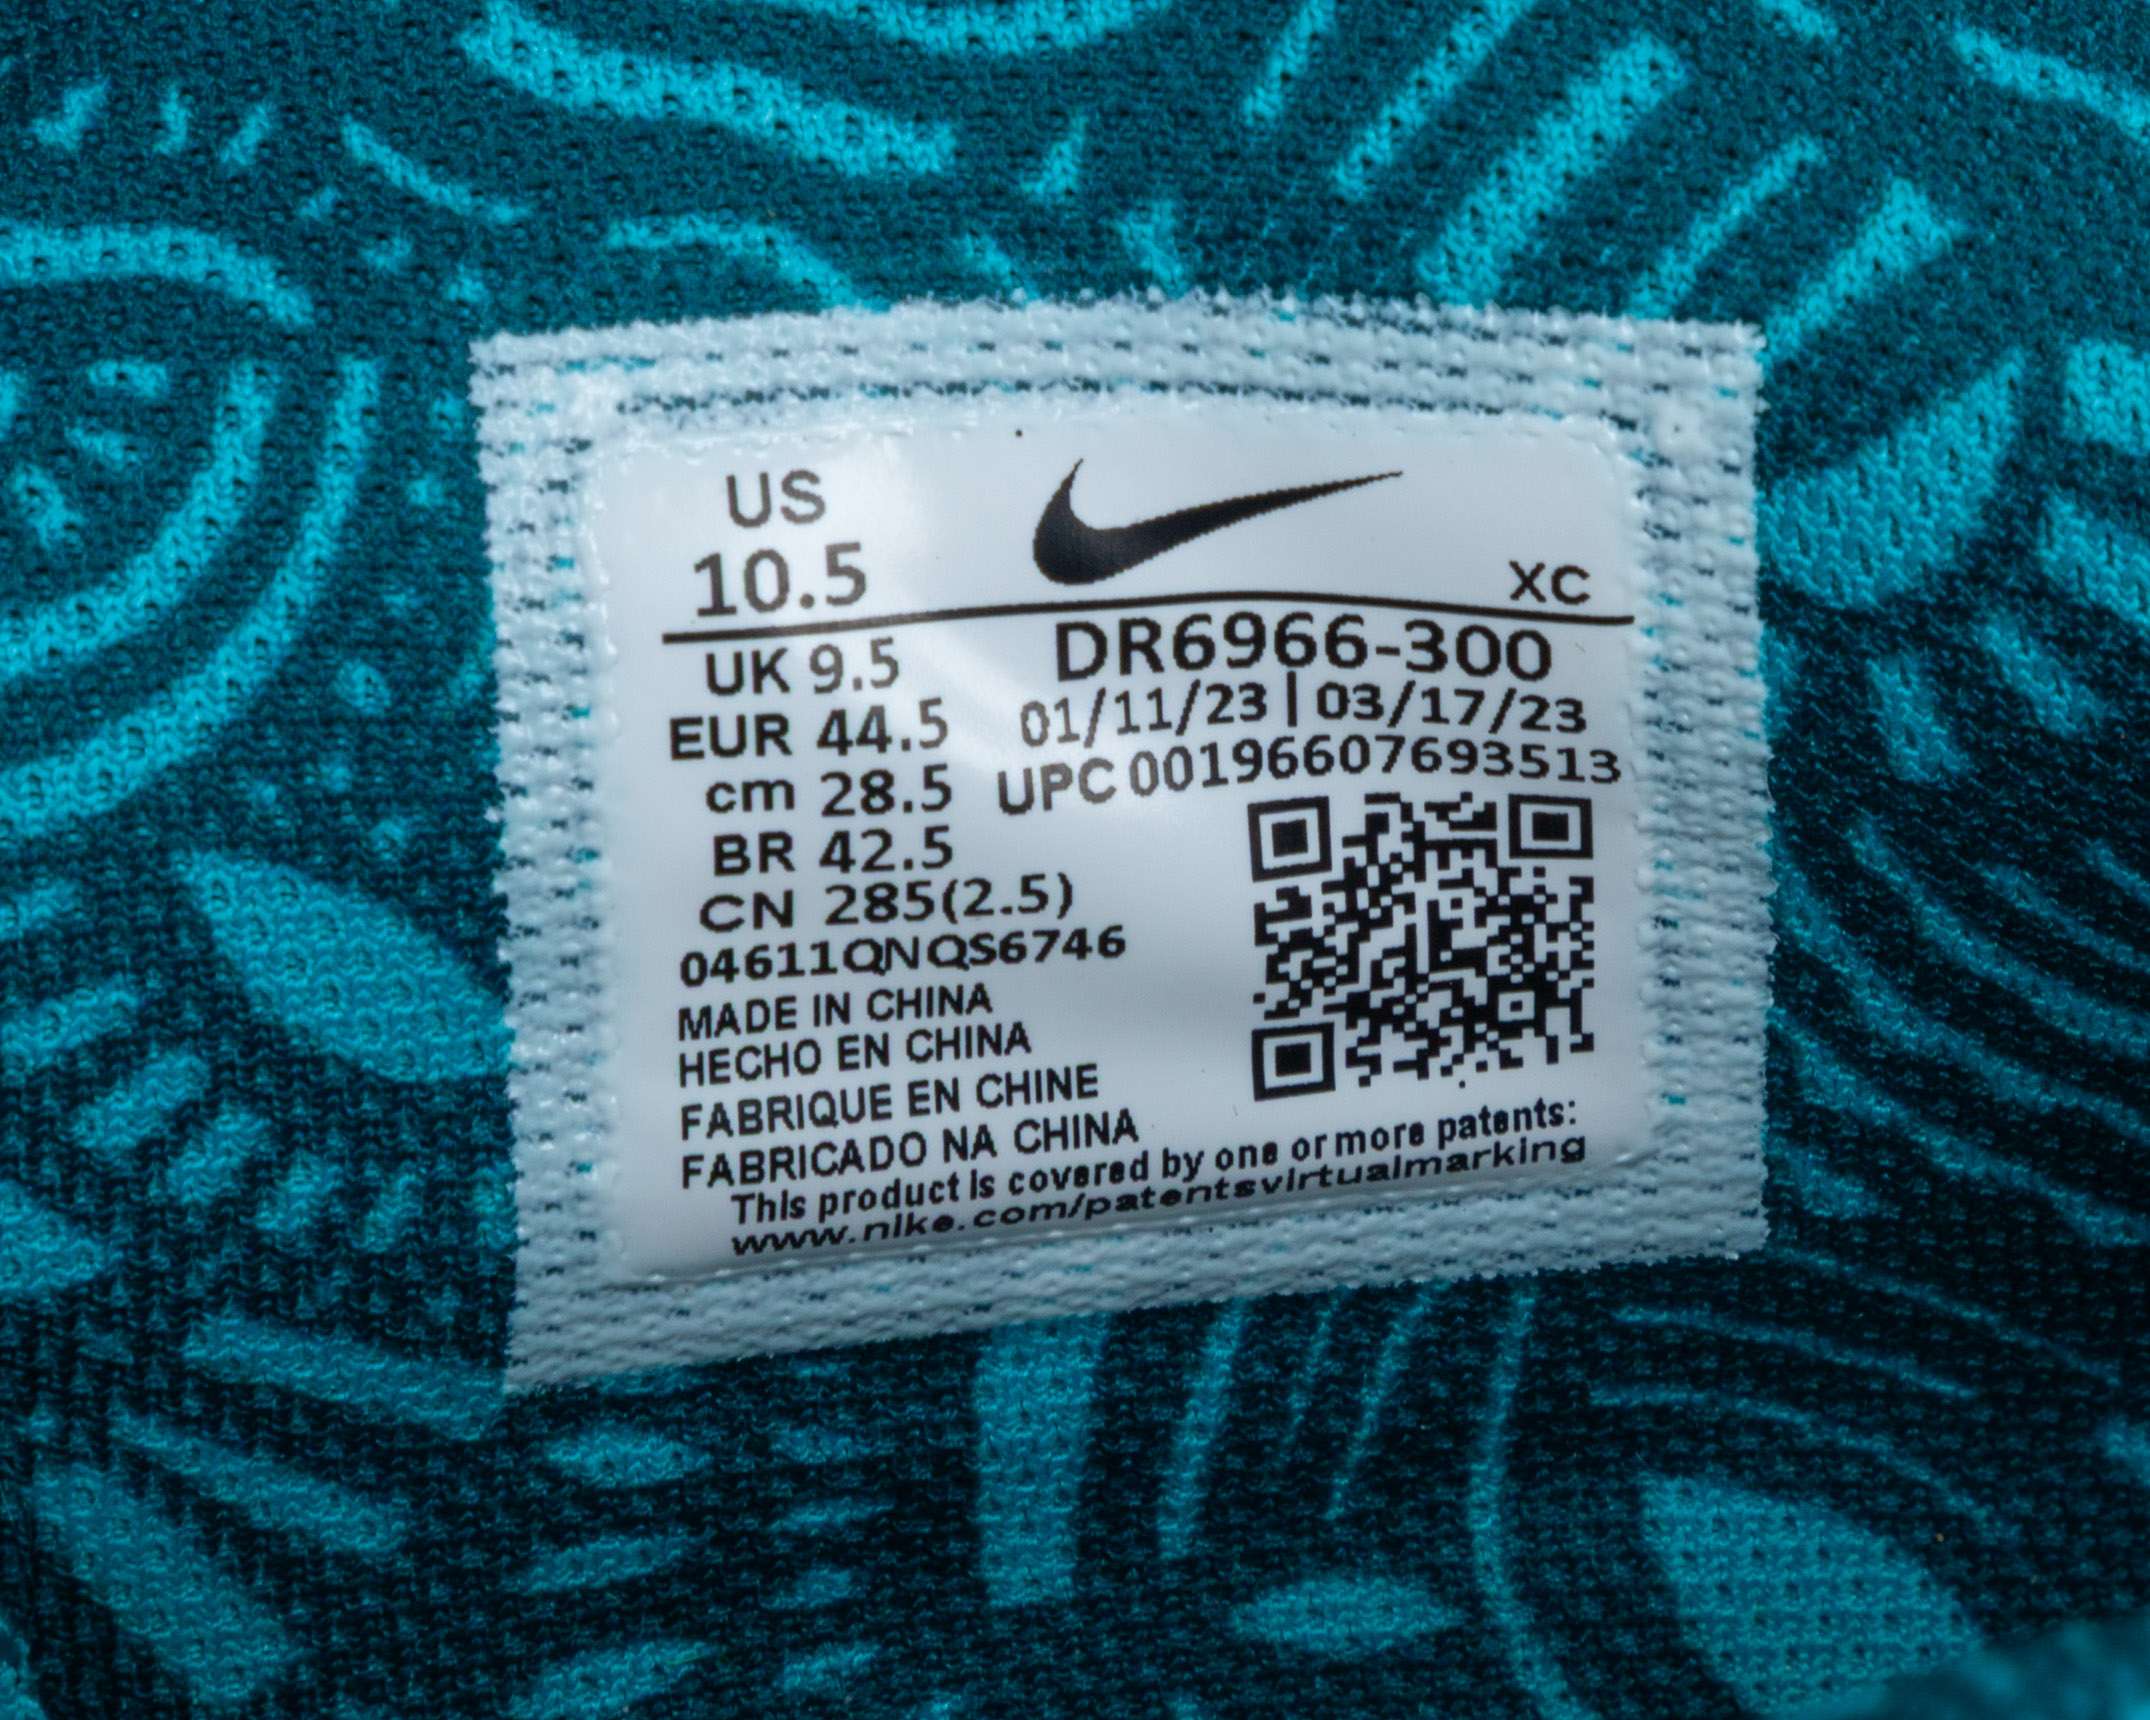 US
10.5
XC
UK 9.5
EUR 44.5
cm 28.5
BR 42.5
CN 285(2.5)
DR6966-300
01/11/23 | 03/17/23
UPC 00196607693513
04611QNQS6746
MADE IN CHINA
HECHO EN CHINA
FABRIQUE EN CHINE
FABRICADO NA CHINA
This product is covered by one or more patents:
www.nike.com/patentsvirtualmarking